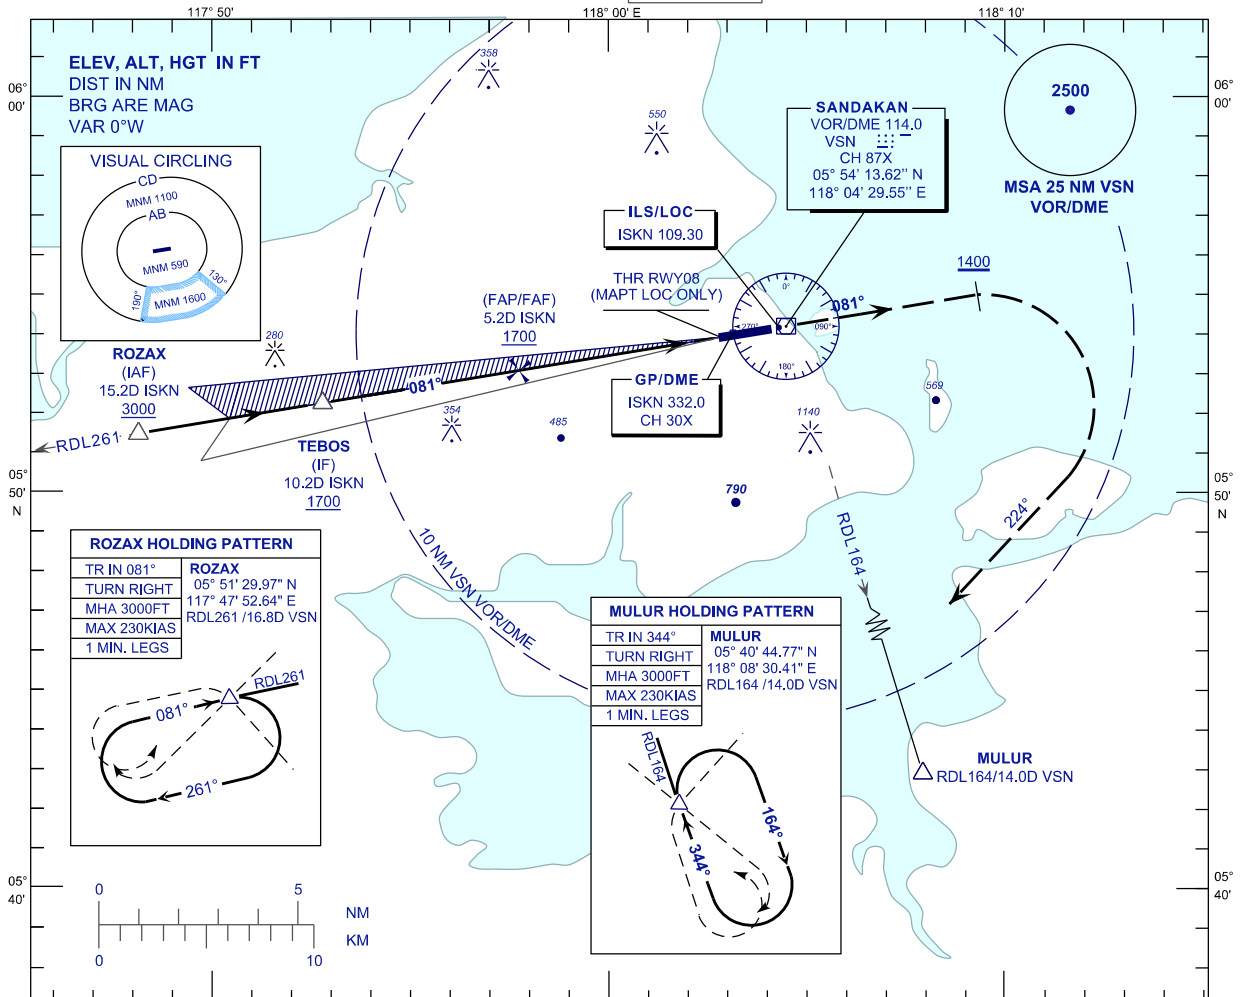 117° 50'
118° 00' E
118° 10'
06°
00'
06°
00'
ELEV, ALT, HGT IN FT
DIST IN NM
BRG ARE MAG
VAR 0°W
358
550
SANDAKAN
VOR/DME 114.0
VSN
CH 87X
05° 54' 13.62'' N
118° 04' 29.55'' E
2500
MSA 25 NM VSN
VOR/DME
VISUAL CIRCLING
CD
MNM 1100
AB
MNM 590
190°
130°
MNM 1600
ILS/LOC
ISKN 109.30
THR RWY08
(MAPT LOC ONLY)
1400
0°
090°
180°
270°
081°
(FAP/FAF)
5.2D ISKN
1700
280
ROZAX
(IAF)
15.2D ISKN
3000
081°
GP/DME
ISKN 332.0
CH 30X
569
354
485
1140
RDL261
TEBOS
(IF)
10.2D ISKN
1700
05°
50'
N
05°
50'
N
790
224°
RDL164
10 NM VSN VOR/DME
ROZAX HOLDING PATTERN
TR IN 081°
TURN RIGHT
MHA 3000FT
MAX 230KIAS
1 MIN. LEGS
ROZAX
05° 51' 29.97" N
117° 47' 52.64" E
RDL261 /16.8D VSN
RDL261
081°
261°
MULUR HOLDING PATTERN
TR IN 344°
TURN RIGHT
MHA 3000FT
MAX 230KIAS
1 MIN. LEGS
MULUR
05° 40' 44.77" N
118° 08' 30.41" E
RDL164 /14.0D VSN
RDL164
164°
344°
MULUR
RDL164/14.0D VSN
05°
40'
05°
40'
0
5
NM
KM
0
10